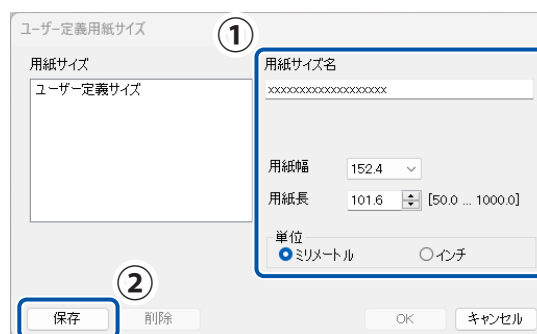 ユーザー定義用紙サイズ
①
用紙サイズ
用紙サイズ名
ユーザー定義サイズ
xxxxxxxxxxxxxxxxxxx
用紙幅 152.4
用紙長 101.6 [50.0 ... 1000.0]
単位
ミリメートル インチ
②
保存 削除 OK キャンセル